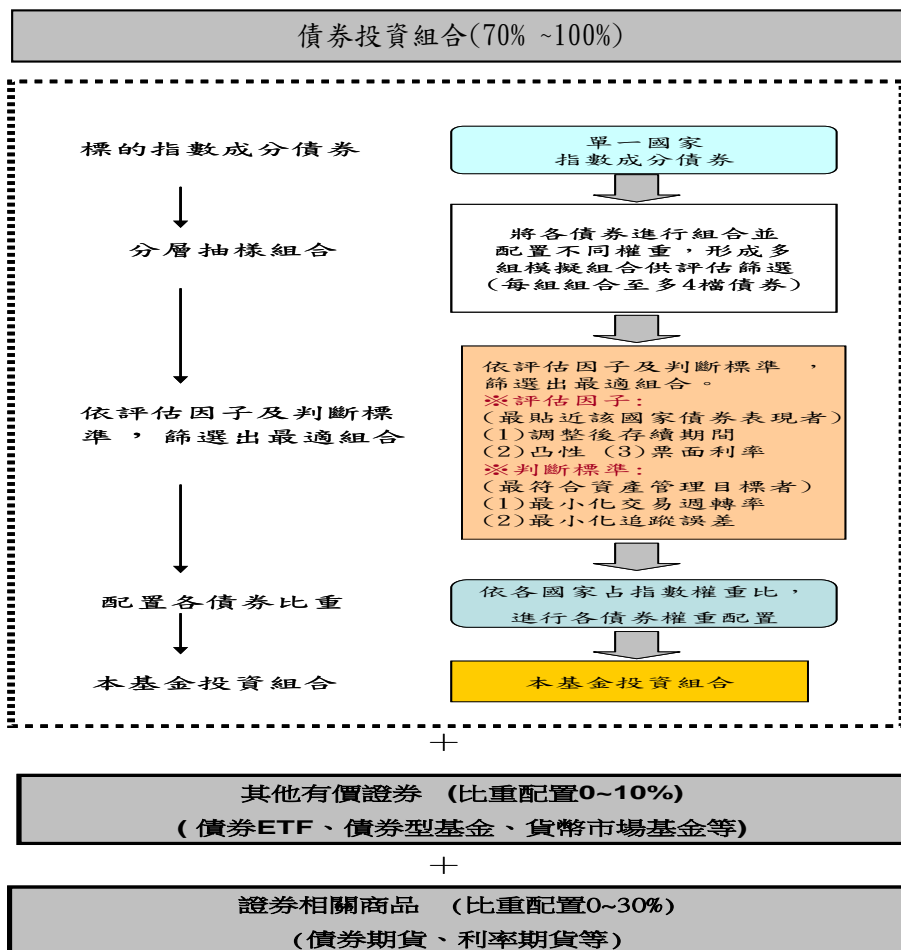 債券投資組合(70% ~100%)
標的指數成分債券
單一國家
指數成分債券
分層抽樣組合
將各債券進行組合並
配置不同權重，形成多
組模擬組合供評估篩選
(每組組合至多4檔債券)
依評估因子及判斷標
準 ， 篩選出最適組合
依評估因子及判斷標準 ，
篩選出最適組合。
※評估因子:
(最貼近該國家債券表現者)
(1)調整後存續期間
(2)凸性 (3)票面利率
※判斷標準:
(最符合資產管理目標者)
(1)最小化交易週轉率
(2)最小化追蹤誤差
配置各債券比重
依各國家占指數權重比，
進行各債券權重配置
本基金投資組合
本基金投資組合
+
其他有價證券 (比重配置0~10%)
( 債券ETF、債券型基金、貨幣市場基金等)
+
證券相關商品 (比重配置0~30%)
(債券期貨、利率期貨等)